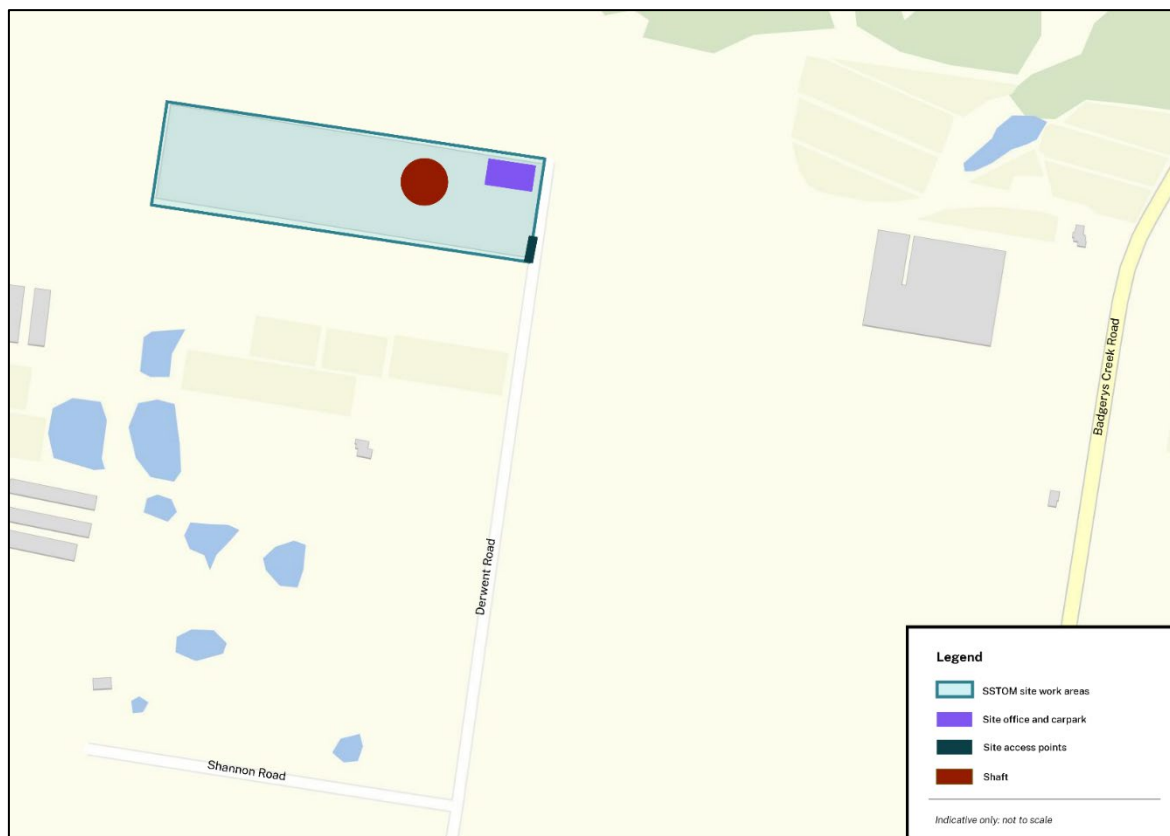 Badgerys Creek Road
Derwent Road
Shannon Road
Legend
SSTOM site work areas
Site office and carpark
Site access points
Shaft
Indicative only: not to scale